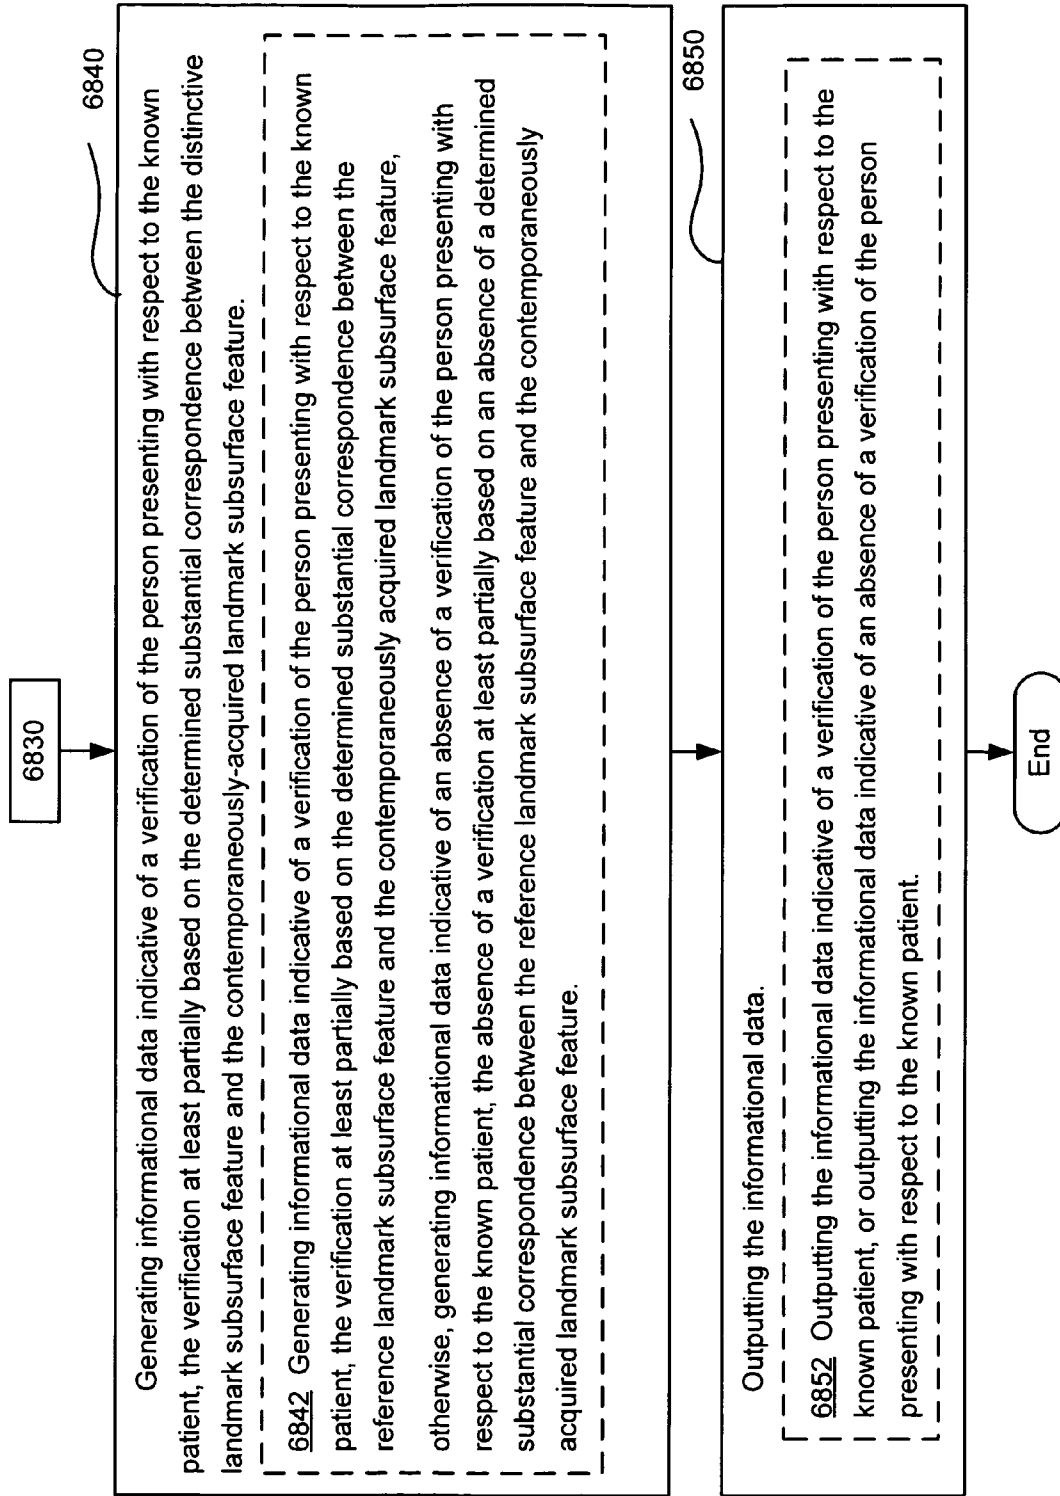 6830
6840
Generating informational data indicative of a verification of the person presenting with respect to the known
patient, the verification at least partially based on the determined substantial correspondence between the distinctive
landmark subsurface feature and the contemporaneously-acquired landmark subsurface feature.
6842 Generating informational data indicative of a verification of the person presenting with respect to the known
patient, the verification at least partially based on the determined substantial correspondence between the
reference landmark subsurface feature and the contemporaneously acquired landmark subsurface feature,
otherwise, generating informational data indicative of an absence of a verification of the person presenting with
respect to the known patient, the absence of a verification at least partially based on an absence of a determined
substantial correspondence between the reference landmark subsurface feature and the contemporaneously
acquired landmark subsurface feature.
6850
Outputting the informational data.
6852 Outputting the informational data indicative of a verification of the person presenting with respect to the
known patient, or outputting the informational data indicative of an absence of a verification of the person
presenting with respect to the known patient.
End